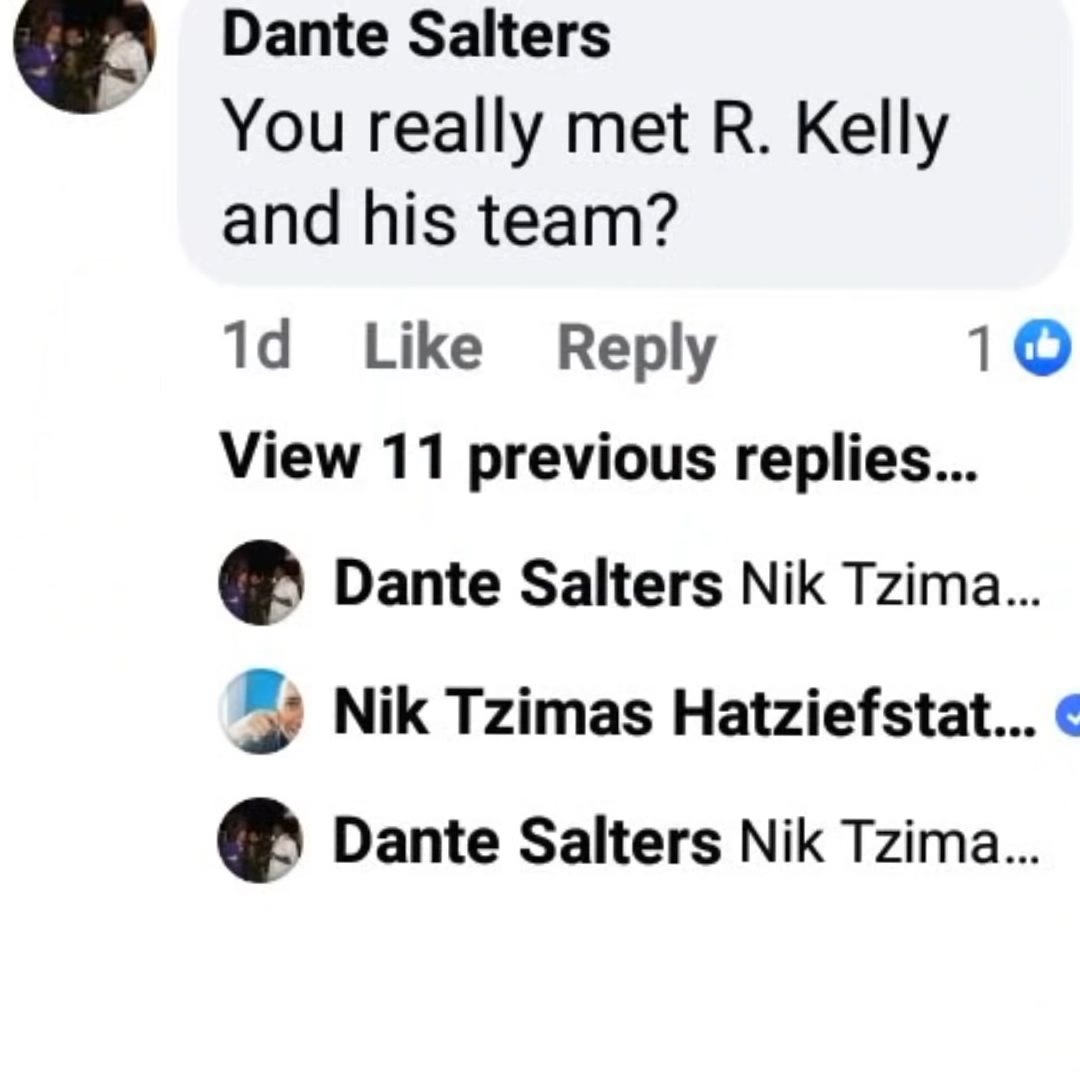 Dante Salters
You really met R. Kelly
and his team?
1d Like Reply 1
View 11 previous replies...
Dante Salters Nik Tzima...
Nik Tzimas Hatziefstat...
Dante Salters Nik Tzima...